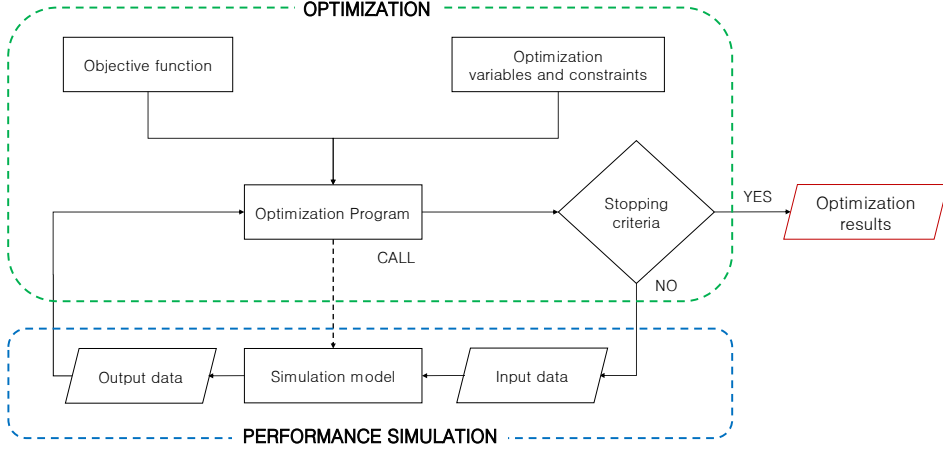 OPTIMIZATION
Objective function
Optimization
variables and constraints
Optimization Program
Stopping
criteria
YES
Optimization
results
CALL
NO
Output data
Simulation model
Input data
PERFORMANCE SIMULATION